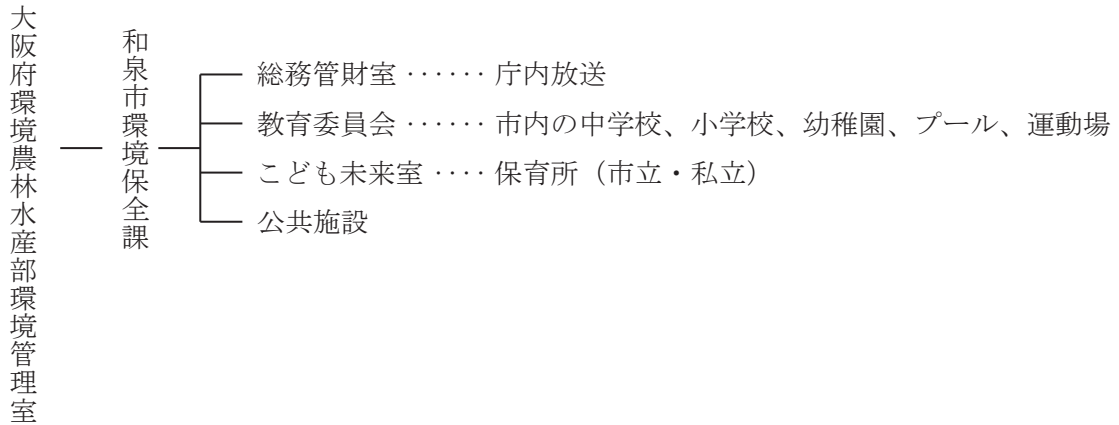 大阪府環境農林水産部環境管理室
和泉市環境保全課
総務管財室 ‥‥‥ 庁内放送
教育委員会 ‥‥‥ 市内の中学校、小学校、幼稚園、プール、運動場
こども未来室 ‥‥ 保育所（市立・私立）
公共施設